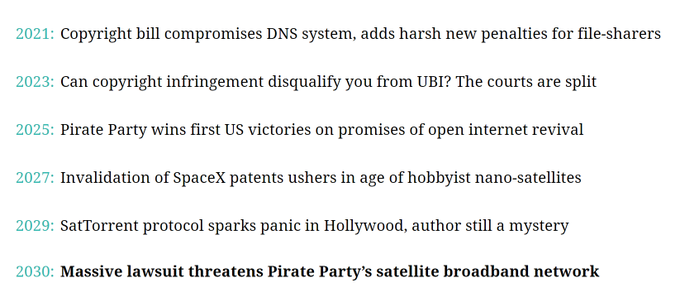 2021: Copyright bill compromises DNS system, adds harsh new penalties for file-sharers
2023: Can copyright infringement disqualify you from UBI? The courts are split
2025: Pirate Party wins first US victories on promises of open internet revival
2027: Invalidation of SpaceX patents ushers in age of hobbyist nano-satellites
2029: SatTorrent protocol sparks panic in Hollywood, author still a mystery
2030: Massive lawsuit threatens Pirate Party’s satellite broadband network